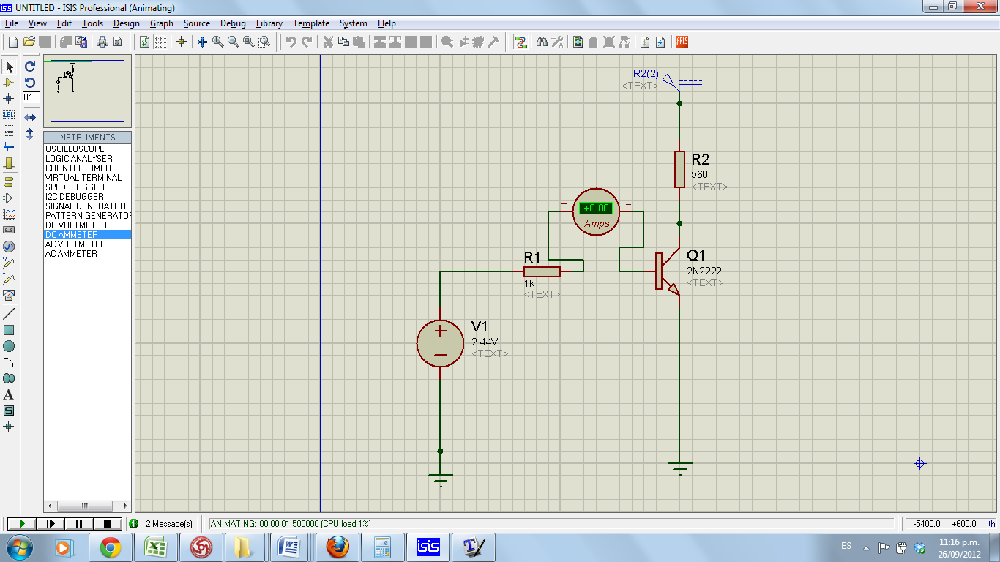 UNTITLED - ISIS Professional (Animating)
File View Edit Tools Design Graph Source Debug Library Template System Help
LBL
0°
INSTRUMENTS
OSCILLOSCOPE
LOGIC ANALYSER
COUNTER TIMER
VIRTUAL TERMINAL
SPI DEBUGGER
I2C DEBUGGER
SIGNAL GENERATOR
PATTERN GENERATOR
DC VOLTMETER
DC AMMETER
AC VOLTMETER
AC AMMETER
R2(2)
<TEXT>
R2
560
<TEXT>
+ −
+0.00
Amps
R1
1k
<TEXT>
Q1
2N2222
<TEXT>
V1
2.44V
<TEXT>
2 Message(s) ANIMATING: 00:00:01.500000 (CPU load 1%) -5400.0 +600.0 th
isis ES 11:16 p.m.
26/09/2012